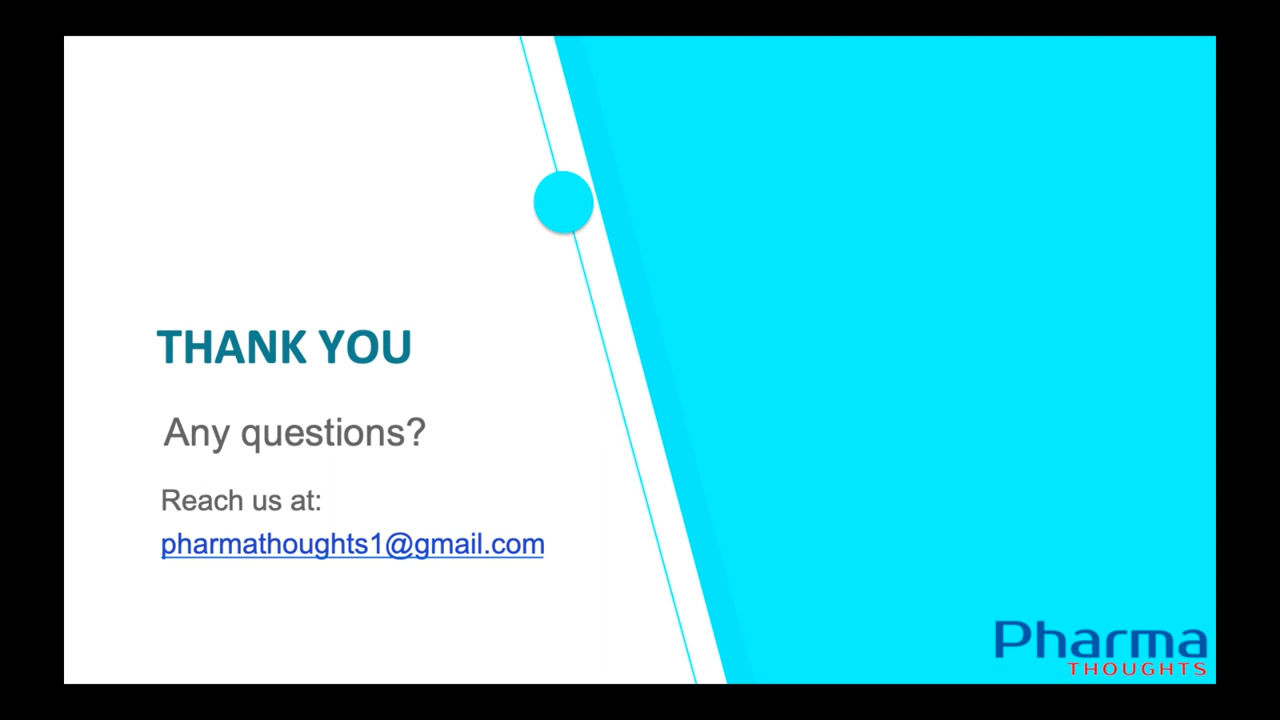 THANK YOU
Any questions?
Reach us at:
pharmathoughts1@gmail.com
Pharma
THOUGHTS